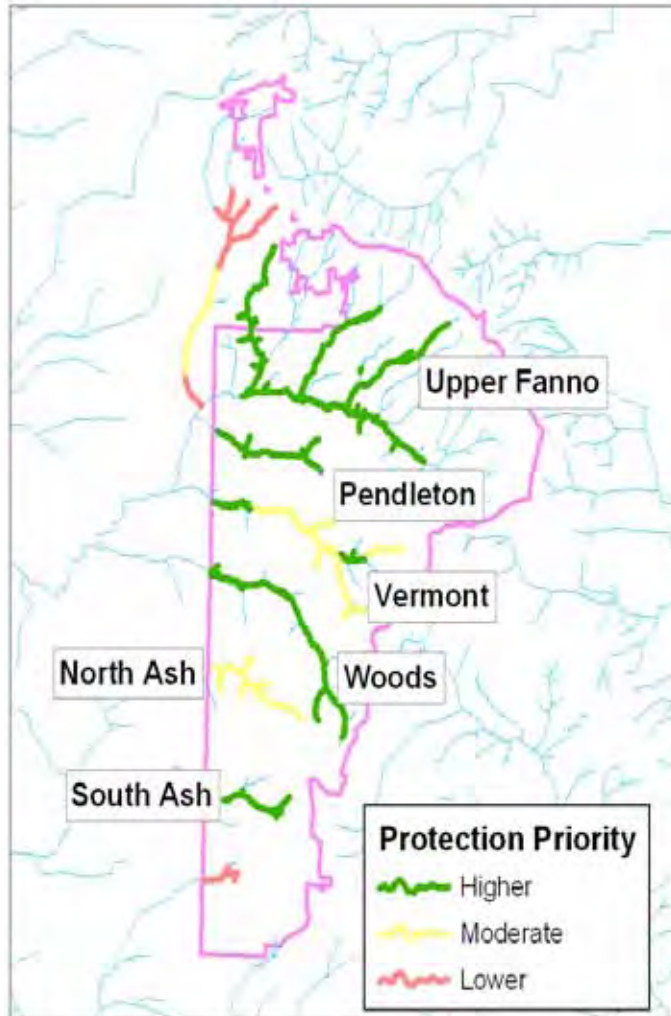 Upper Fanno
Pendleton
Vermont
North Ash
Woods
South Ash
Protection Priority
Higher
Moderate
Lower